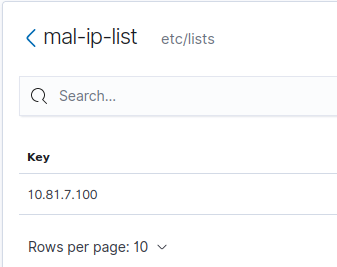 mal-ip-list etc/lists
Search...
Key
10.81.7.100
Rows per page: 10